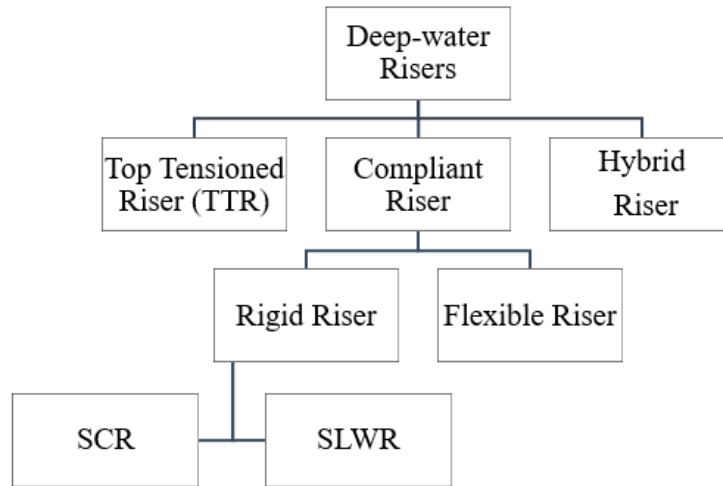 Deep-water
Risers
Top Tensioned
Riser (TTR)
Compliant
Riser
Hybrid
Riser
Rigid Riser
Flexible Riser
SCR
SLWR